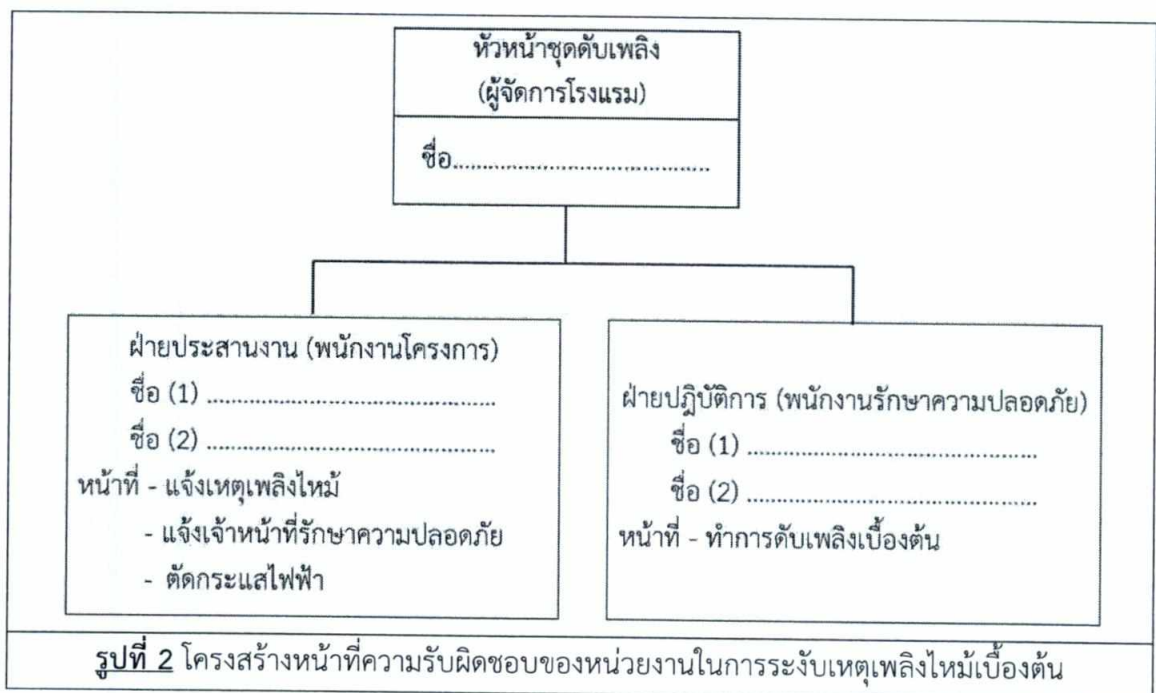 หัวหน้าชุดดับเพลิง
(ผู้จัดการโรงแรม)
ชื่อ.......................................
ฝ่ายประสานงาน (พนักงานโครงการ)
ชื่อ (1) ............................................
ชื่อ (2) ............................................
หน้าที่ - แจ้งเหตุเพลิงไหม้
- แจ้งเจ้าหน้าที่รักษาความปลอดภัย
- ตัดกระแสไฟฟ้า
ฝ่ายปฎิบัติการ (พนักงานรักษาความปลอดภัย)
ชื่อ (1) ............................................
ชื่อ (2) ............................................
หน้าที่ - ทำการดับเพลิงเบื้องต้น
รูปที่ 2 โครงสร้างหน้าที่ความรับผิดชอบของหน่วยงานในการระงับเหตุเพลิงไหม้เบื้องต้น